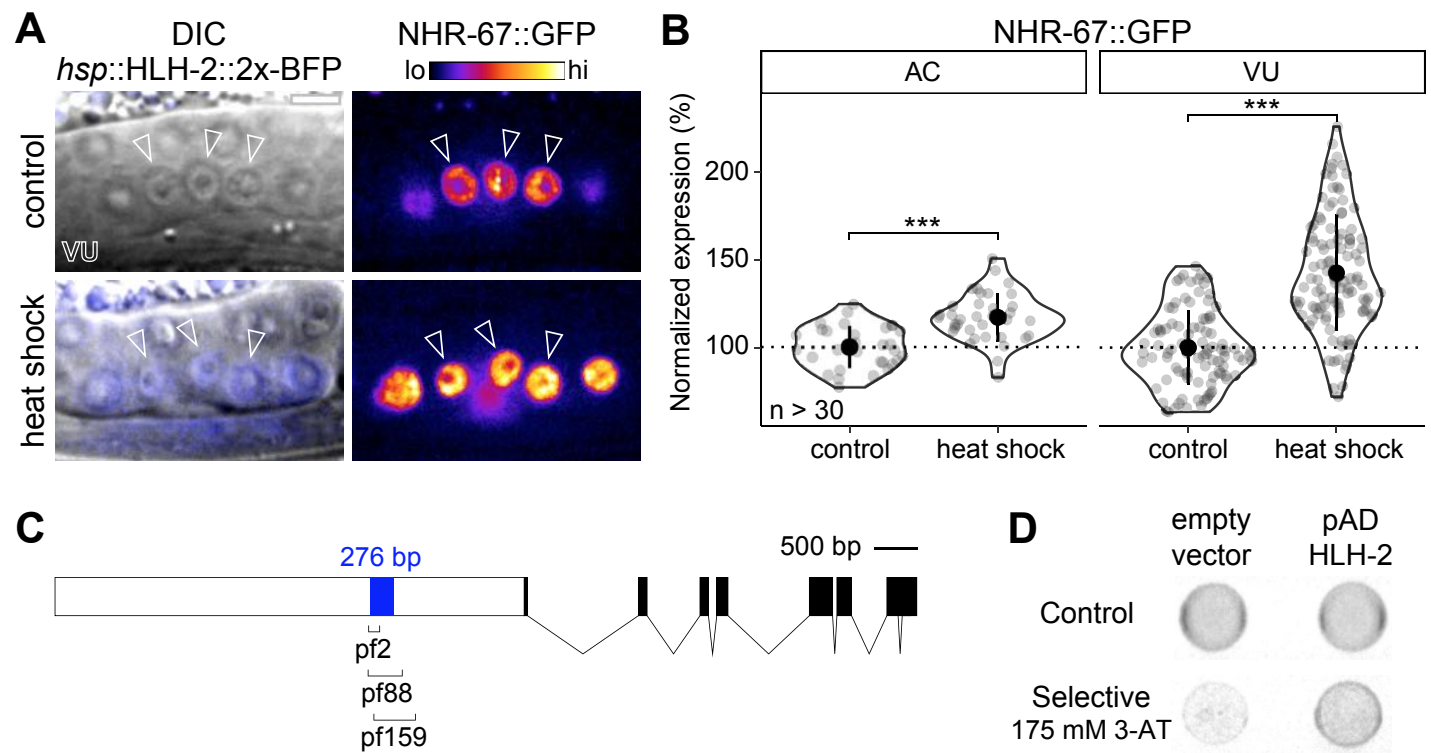 A
DIC
hsp::HLH-2::2x-BFP
NHR-67::GFP
lo hi
control
VU
heat shock
B
NHR-67::GFP
AC
VU
Normalized expression (%)
200
150
100
***
***
n > 30
control
heat shock
control
heat shock
C
276 bp
500 bp
pf2
pf88
pf159
D
empty vector
pAD HLH-2
Control
Selective
175 mM 3-AT